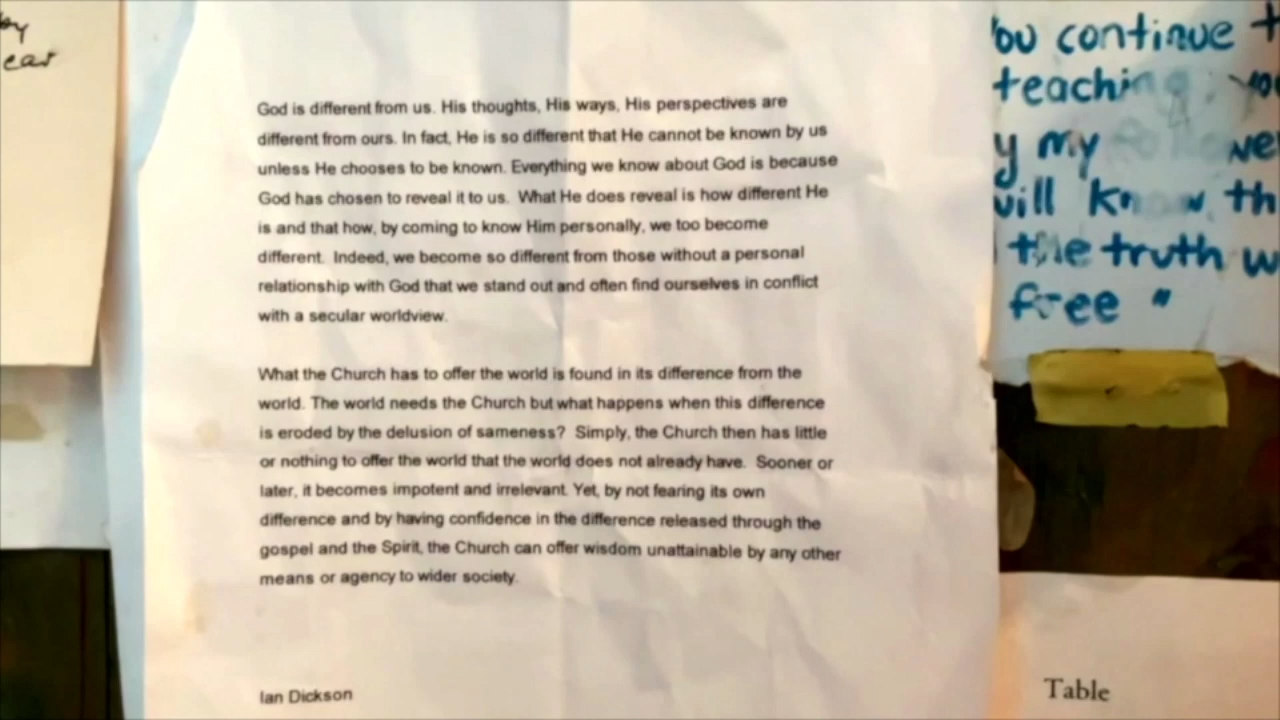 God is different from us. His thoughts, His ways, His perspectives are
different from ours. In fact, He is so different that He cannot be known by us
unless He chooses to be known. Everything we know about God is because
God has chosen to reveal it to us. What He does reveal is how different He
is and that how, by coming to know Him personally, we too become
different. Indeed, we become so different from those without a personal
relationship with God that we stand out and often find ourselves in conflict
with a secular worldview.
What the Church has to offer the world is found in its difference from the
world. The world needs the Church but what happens when this difference
is eroded by the delusion of sameness? Simply, the Church then has little
or nothing to offer the world that the world does not already have. Sooner or
later, it becomes impotent and irrelevant. Yet, by not fearing its own
difference and by having confidence in the difference released through the
gospel and the Spirit, the Church can offer wisdom unattainable by any other
means or agency to wider society.
Ian Dickson
ou continue
teaching
my
will know th
the truth w
free "
Table